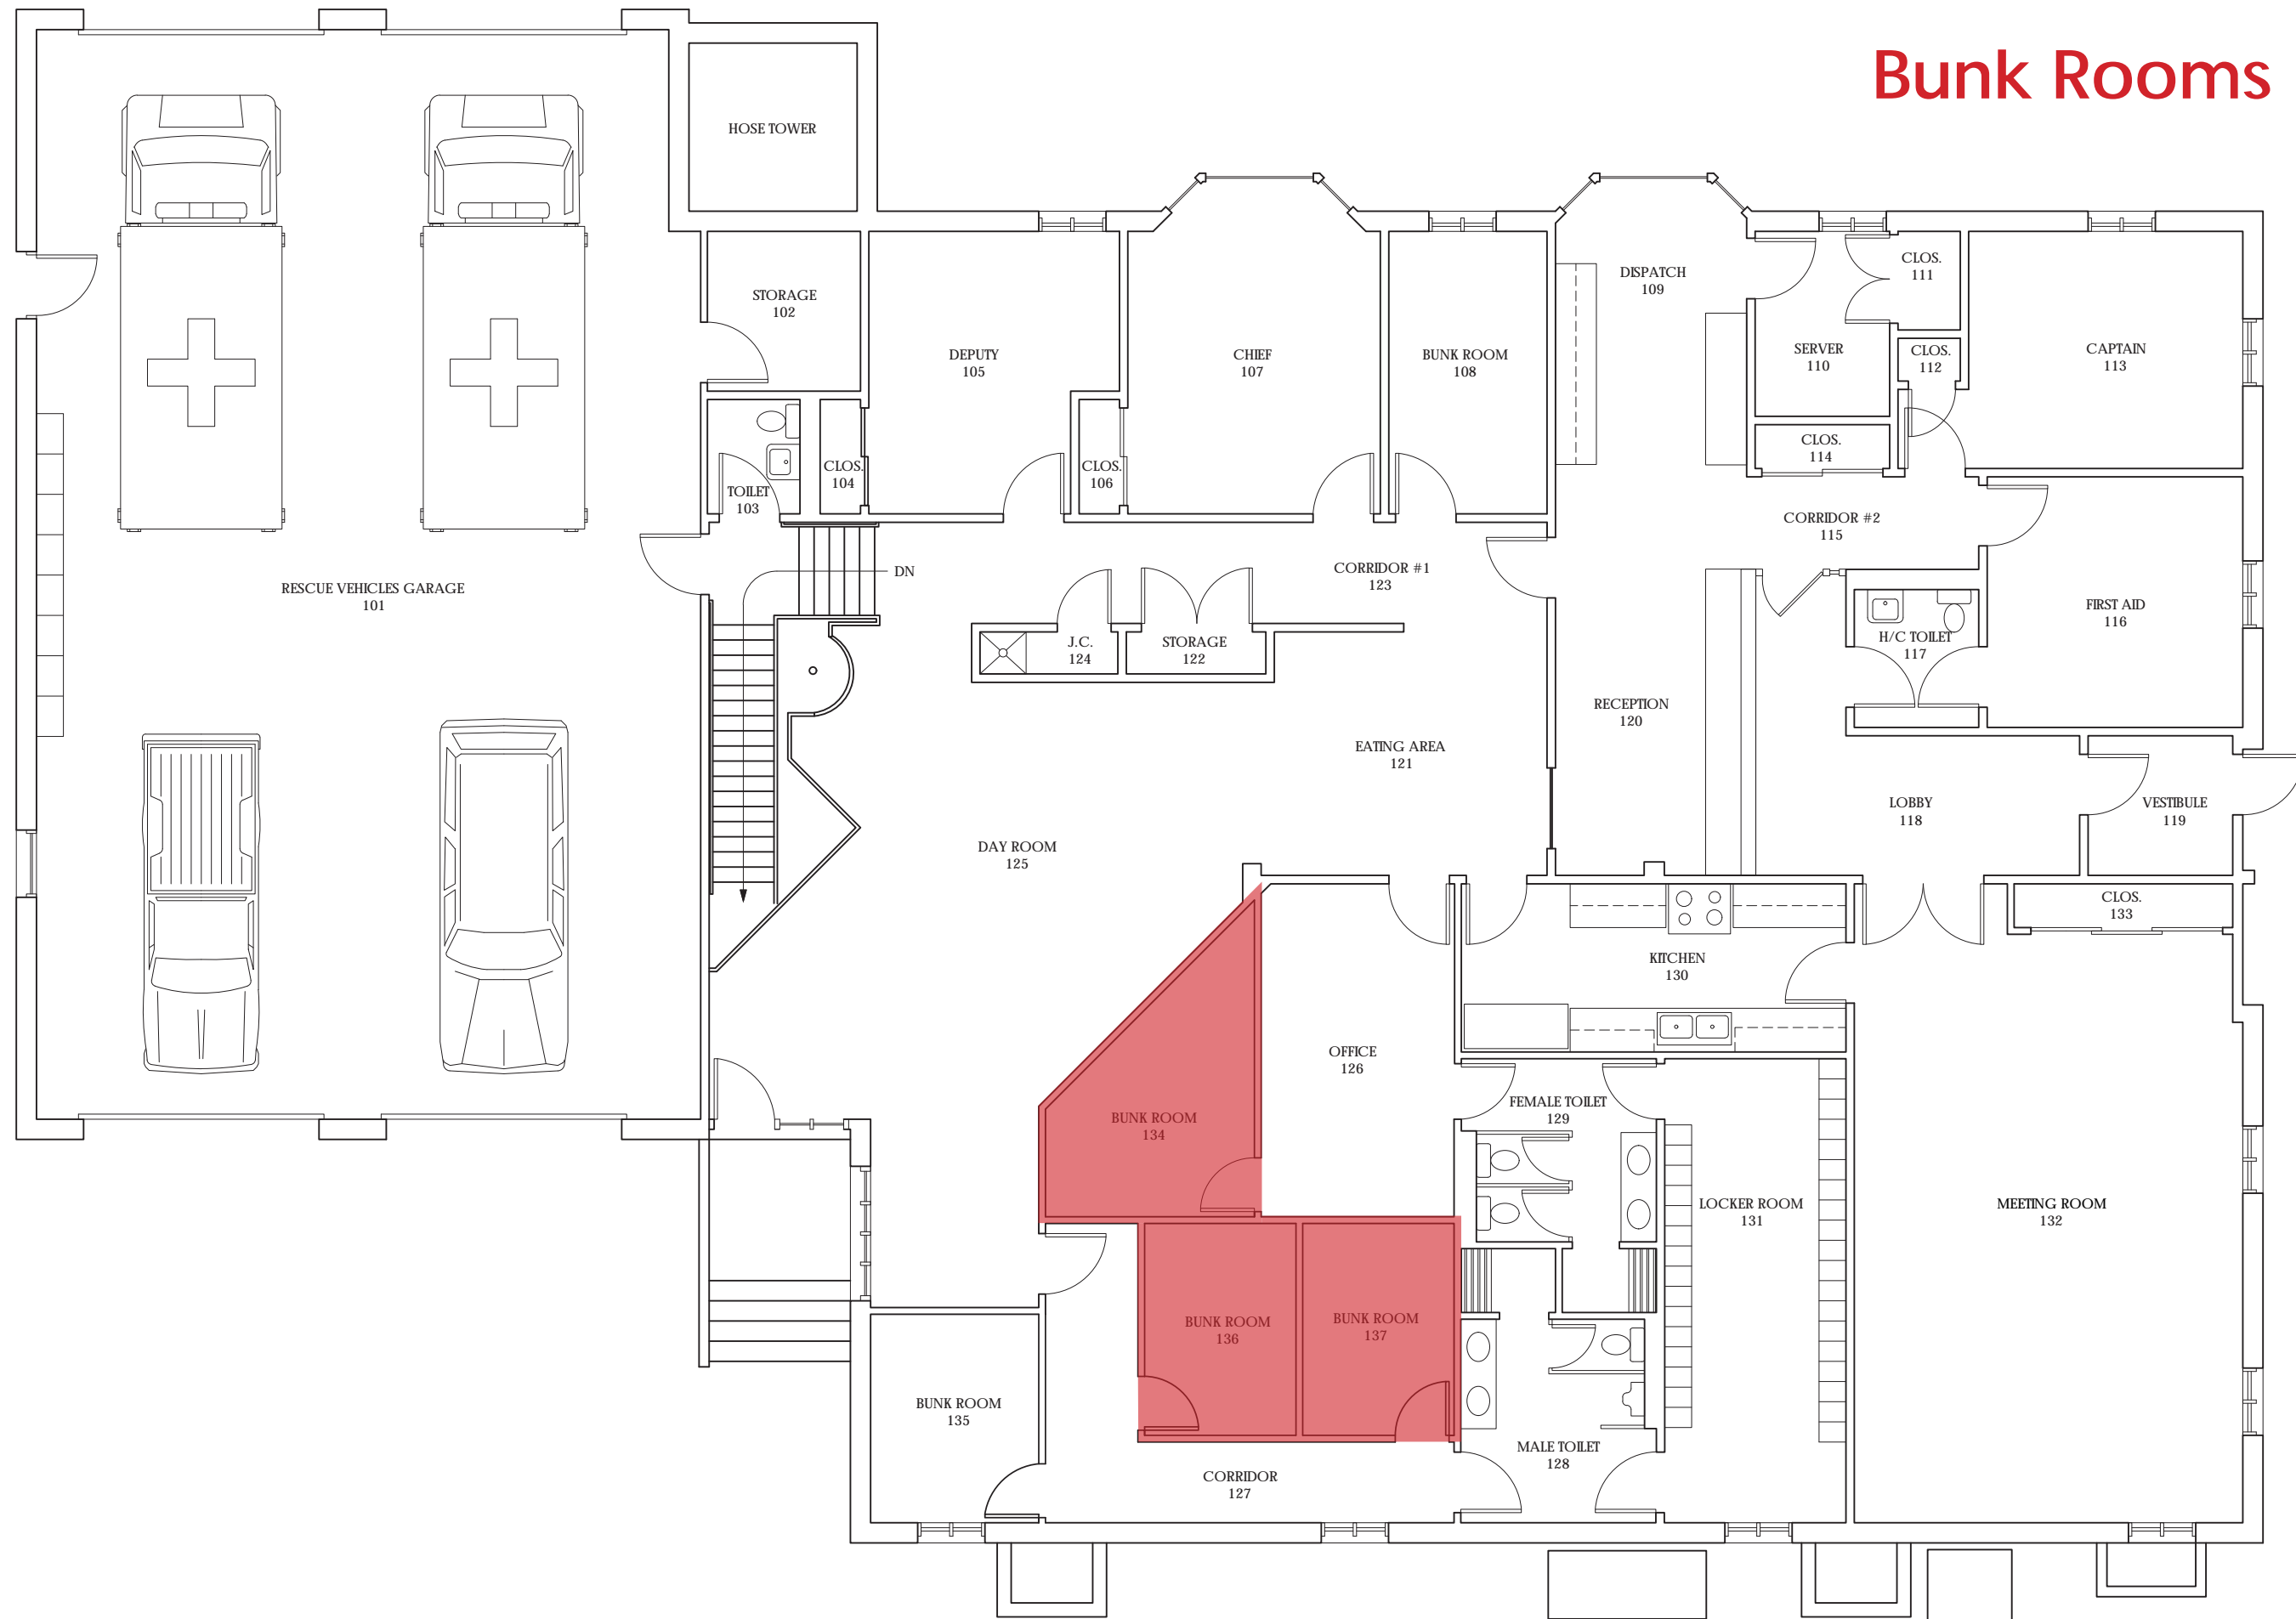 Bunk Rooms
HOSE TOWER
STORAGE
102
DEPUTY
105
CHIEF
107
BUNK ROOM
108
DISPATCH
109
SERVER
110
CLOS.
111
CLOS.
112
CAPTAIN
113
CLOS.
114
TOILET
103
CLOS.
104
CLOS.
106
CORRIDOR #2
115
RESCUE VEHICLES GARAGE
101
DN
CORRIDOR #1
123
J.C.
124
STORAGE
122
FIRST AID
116
H/C TOILET
117
RECEPTION
120
EATING AREA
121
LOBBY
118
VESTIBULE
119
DAY ROOM
125
CLOS.
133
KITCHEN
130
OFFICE
126
BUNK ROOM
134
FEMALE TOILET
129
LOCKER ROOM
131
MEETING ROOM
132
BUNK ROOM
136
BUNK ROOM
137
BUNK ROOM
135
MALE TOILET
128
CORRIDOR
127